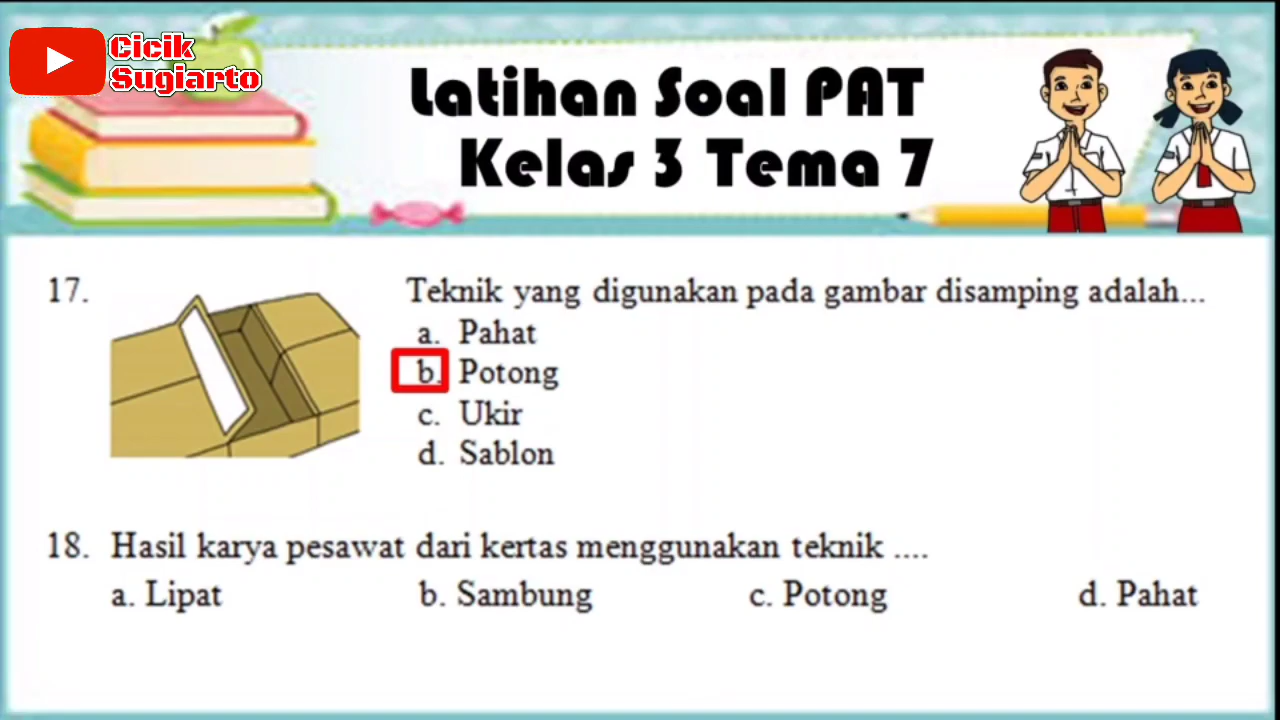 Cicik
Sugiarto
Latihan Soal PAT
Kelas 3 Tema 7
17. Teknik yang digunakan pada gambar disamping adalah...
a. Pahat
b. Potong
c. Ukir
d. Sablon
18. Hasil karya pesawat dari kertas menggunakan teknik ....
a. Lipat b. Sambung c. Potong d. Pahat